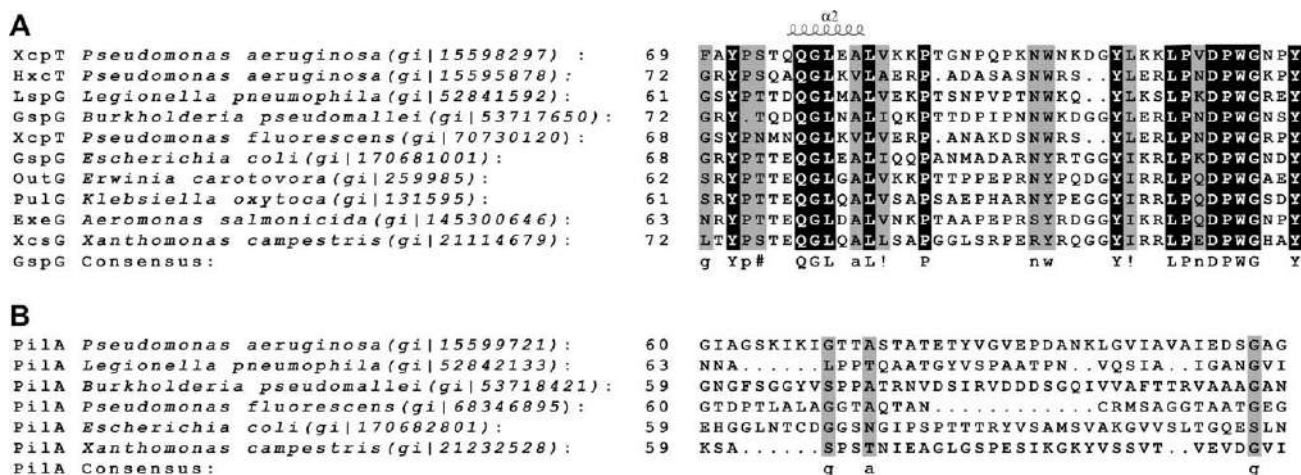 A
α2
XcpT Pseudomonas aeruginosa(gi|15598297): 69 FAYPSTQQGLEALVKKPTGNPQPKNWNKDGYLKKLPVDPWGNPY
HxcT Pseudomonas aeruginosa(gi|15595878): 72 GRYPSQAQGLKVLAERP.ADASASNWRS..YLERLPKDPWGKPY
LspG Legionella pneumophila(gi|52841592): 61 GSYPTTDQGLMALVEKPTSNPVPTNWKQ..YLKSLPKDPWGREY
GspG Burkholderia pseudomallei(gi|53717650): 72 GRY.TQDQGLNALIQKPTTDPIPNNWKDGGYLERLPNDPWGNSY
XcpT Pseudomonas fluorescens(gi|70730120): 68 GSYPNMNQGLKVLVERP.ANAKDSNWRS..YLERLPNDPWGNPY
GspG Escherichia coli(gi|170681001): 68 GRYPTTEQGLEALIQQPANMADARNYRTGGYIKRLPKDPWGNDY
OutG Erwinia carotovora(gi|259985): 62 SRYPTTEQGLGALVKKPTTPPEPRNYPQDGYIRRLPQDPWGAEY
PulG Klebsiella oxytoca(gi|131595): 61 SRYPTTEQGLESLVQKPTSAEPHARNYPEGGYIRRLPQDPWGSDY
ExeG Aeromonas salmonicida(gi|145300646): 63 NRYPTTEQGLDALVNKPTAAPEPRSYRDGGYIKRLPQDPWGNPY
XcsG Xanthomonas campestris(gi|21114679): 72 LTYPSTEQGLQALLSAPGGLSRPERYRQGGYIRRLPEDPWGHAY
GspG Consensus: g Yp# QGL aL! P nw Y! LPnDPWG Y
B
PilA Pseudomonas aeruginosa(gi|15599721): 60 GIAGSKIKIGTTASTATETYVGVEPDANKLGVIAVAIEDSGAG
PilA Legionella pneumophila(gi|52842133): 61 NNA......LPPTQAATGYVSPAATPN..VQSIA..IGANGVI
PilA Burkholderia pseudomallei(gi|53718421): 59 GNGFSGGYVSPPATRNVDSIRVDDDSGQIVVAFTTRVAAAGAN
PilA Pseudomonas fluorescens(gi|68346895): 60 GTDPTLALAGGTAQTAN............CRMSAGGTAATGEG
PilA Escherichia coli(gi|170682801): 59 EHGGLNTCDGGSNGIPSPTTTRYVSAMSVAKGVVSLTGQESLN
PilA Xanthomonas campestris(gi|21232528): 59 KSA......SPSTNIEAGLGSPESIKGKYVSSVT..VEVDGVI
PilA Consensus: g a g